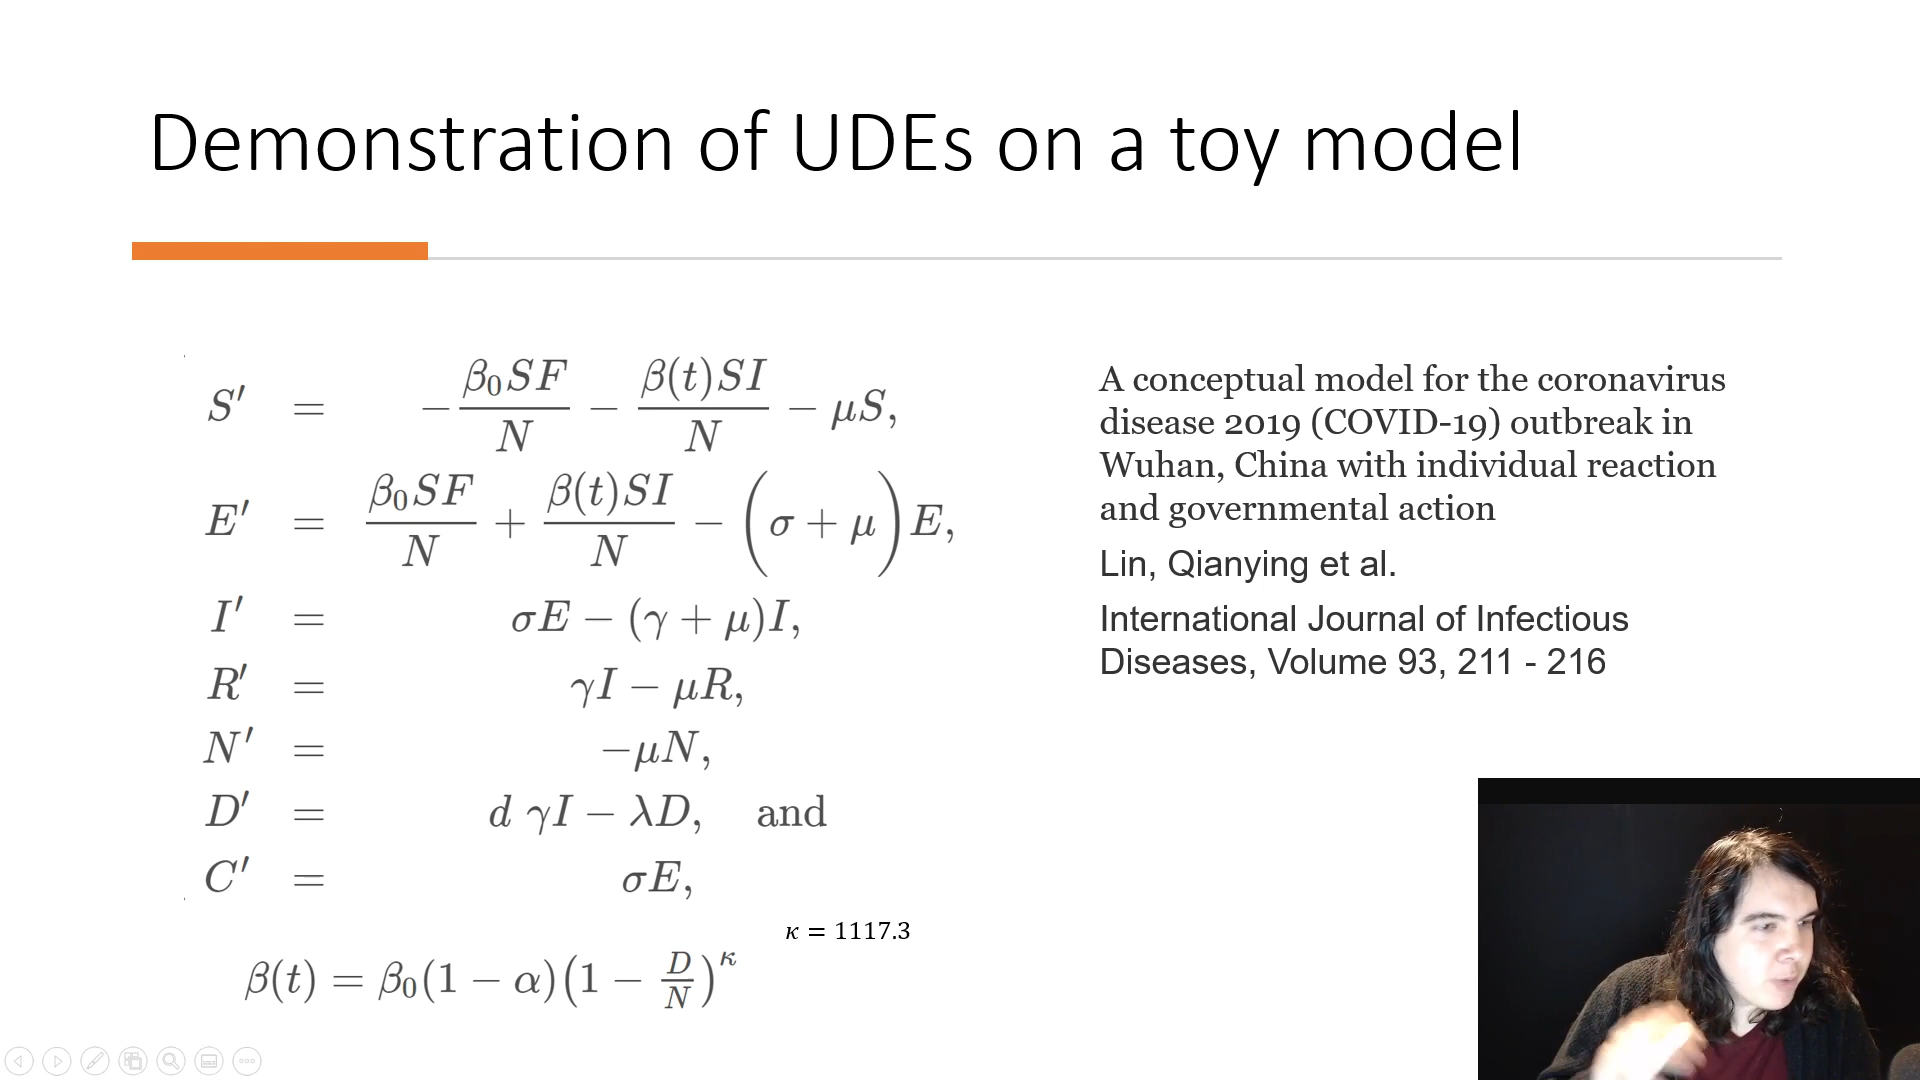 Demonstration of UDEs on a toy model
S′ = −β₀SF/N − β(t)SI/N − μS,
E′ = β₀SF/N + β(t)SI/N − (σ + μ)E,
I′ = σE − (γ + μ)I,
R′ = γI − μR,
N′ = −μN,
D′ = d γI − λD, and
C′ = σE,
κ = 1117.3
β(t) = β₀(1 − α)(1 − D/N)^κ
A conceptual model for the coronavirus
disease 2019 (COVID-19) outbreak in
Wuhan, China with individual reaction
and governmental action
Lin, Qianying et al.
International Journal of Infectious
Diseases, Volume 93, 211 - 216